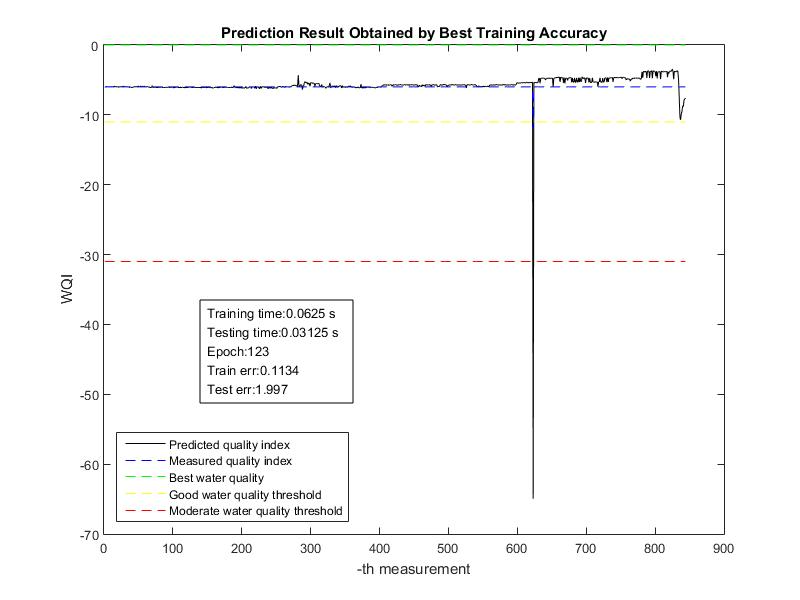 Prediction Result Obtained by Best Training Accuracy
0
-10
-20
-30
-40
-50
-60
-70
WQI
Training time:0.0625 s
Testing time:0.03125 s
Epoch:123
Train err:0.1134
Test err:1.997
Predicted quality index
Measured quality index
Best water quality
Good water quality threshold
Moderate water quality threshold
0 100 200 300 400 500 600 700 800 900
-th measurement